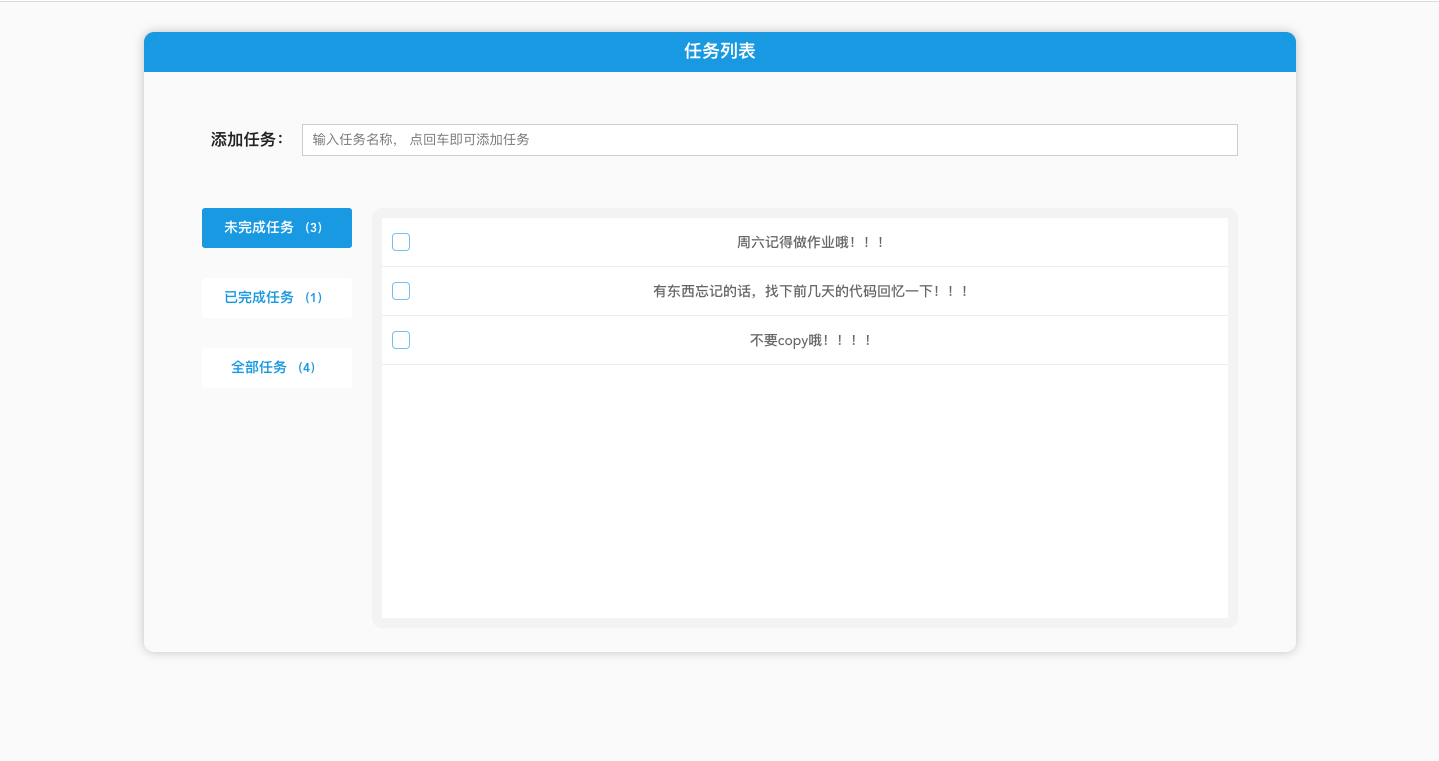 任务列表
添加任务：
输入任务名称， 点回车即可添加任务
未完成任务 （3）
已完成任务 （1）
全部任务 （4）
周六记得做作业哦！！！
有东西忘记的话，找下前几天的代码回忆一下！！！
不要copy哦！！！！